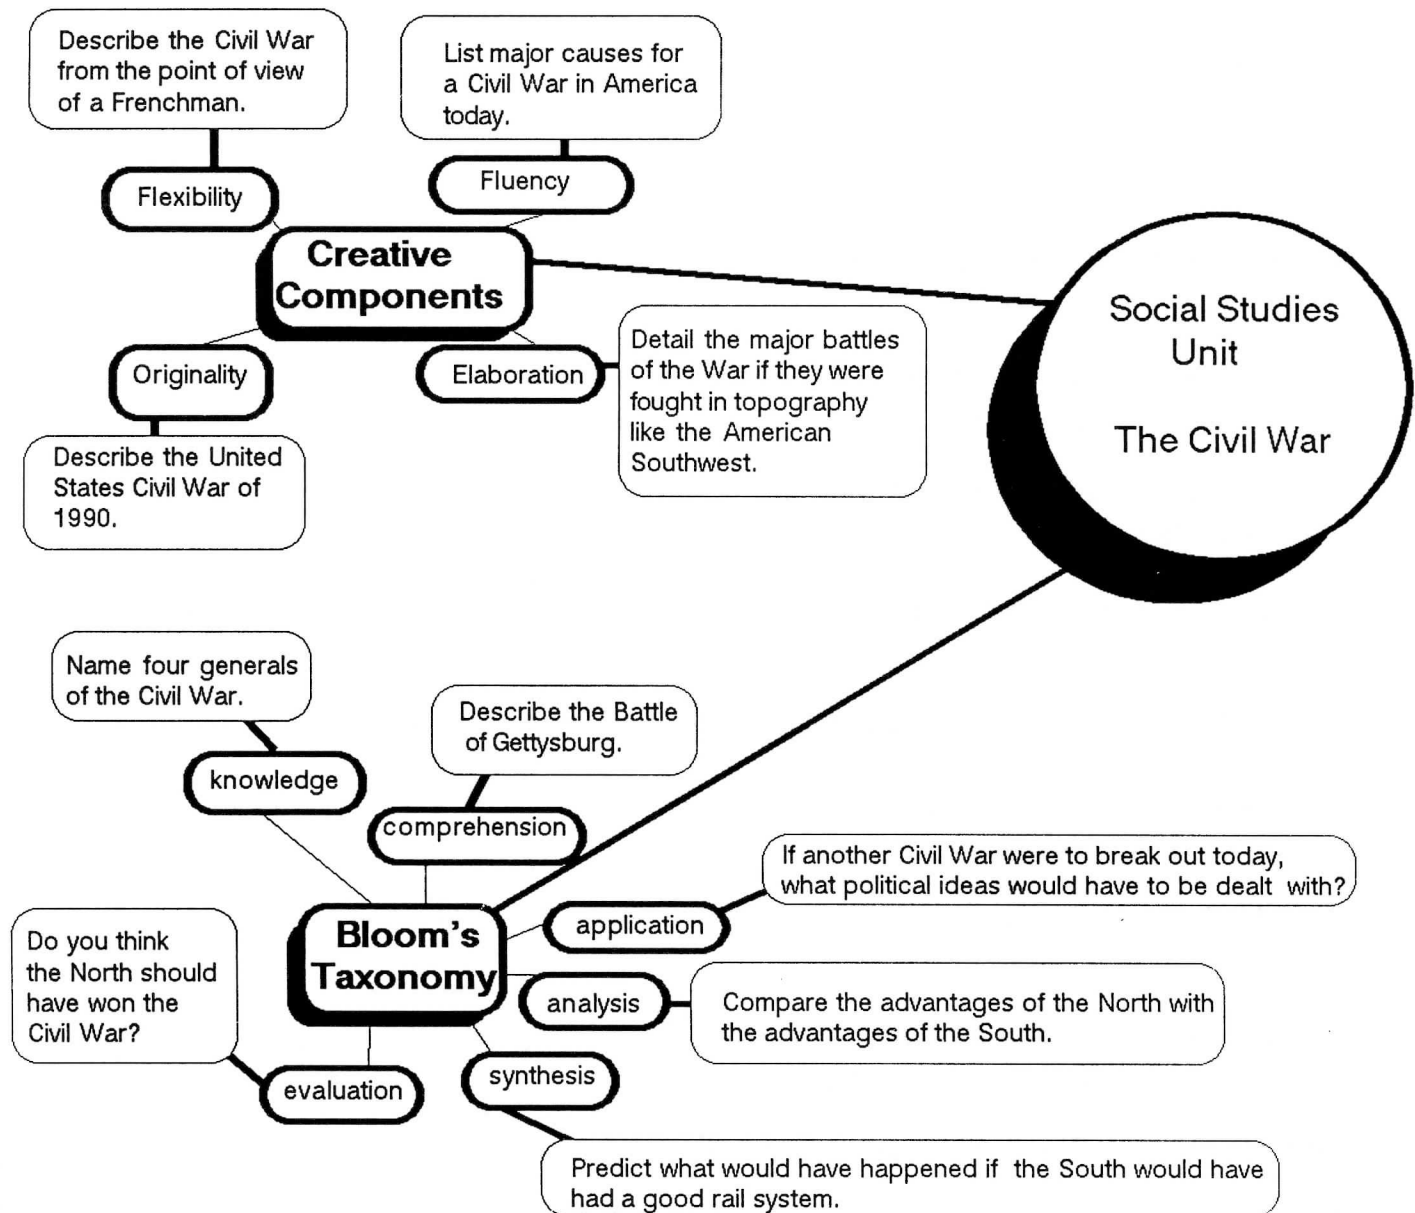 Describe the Civil War
from the point of view
of a Frenchman.
List major causes for
a Civil War in America
today.
Flexibility
Fluency
Creative
Components
Originality
Elaboration
Describe the United
States Civil War of
1990.
Detail the major battles
of the War if they were
fought in topography
like the American
Southwest.
Social Studies
Unit
The Civil War
Name four generals
of the Civil War.
Describe the Battle
of Gettysburg.
knowledge
comprehension
If another Civil War were to break out today,
what political ideas would have to be dealt with?
application
Bloom's
Taxonomy
Do you think
the North should
have won the
Civil War?
analysis
Compare the advantages of the North with
the advantages of the South.
evaluation
synthesis
Predict what would have happened if the South would have
had a good rail system.